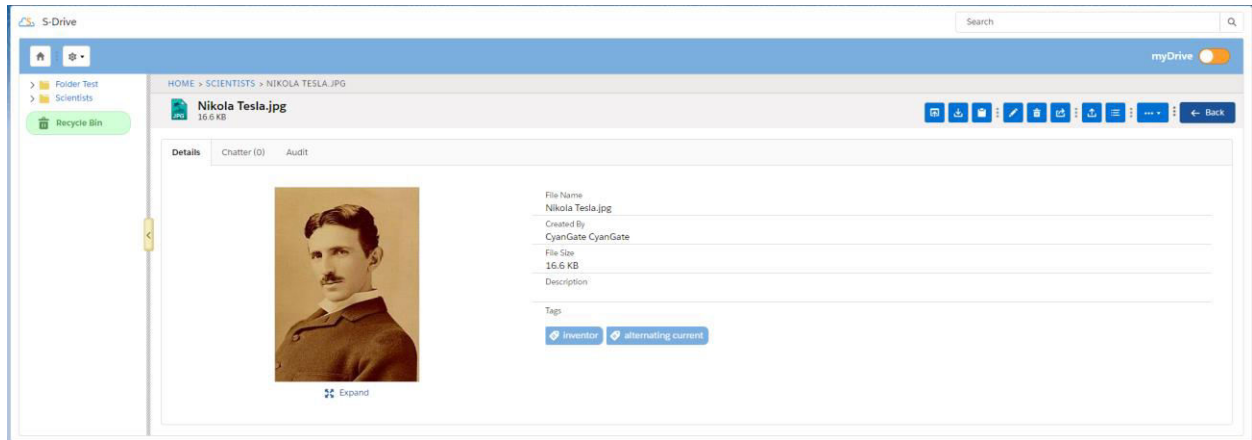 S-Drive
Search
myDrive
Folder Test
Scientists
Recycle Bin
HOME > SCIENTISTS > NIKOLA TESLA.JPG
JPG
Nikola Tesla.jpg
16.6 KB
Back
Details Chatter (0) Audit
File Name
Nikola Tesla.jpg
Created By
CyanGate CyanGate
File Size
16.6 KB
Description
Tags
inventor alternating current
Expand